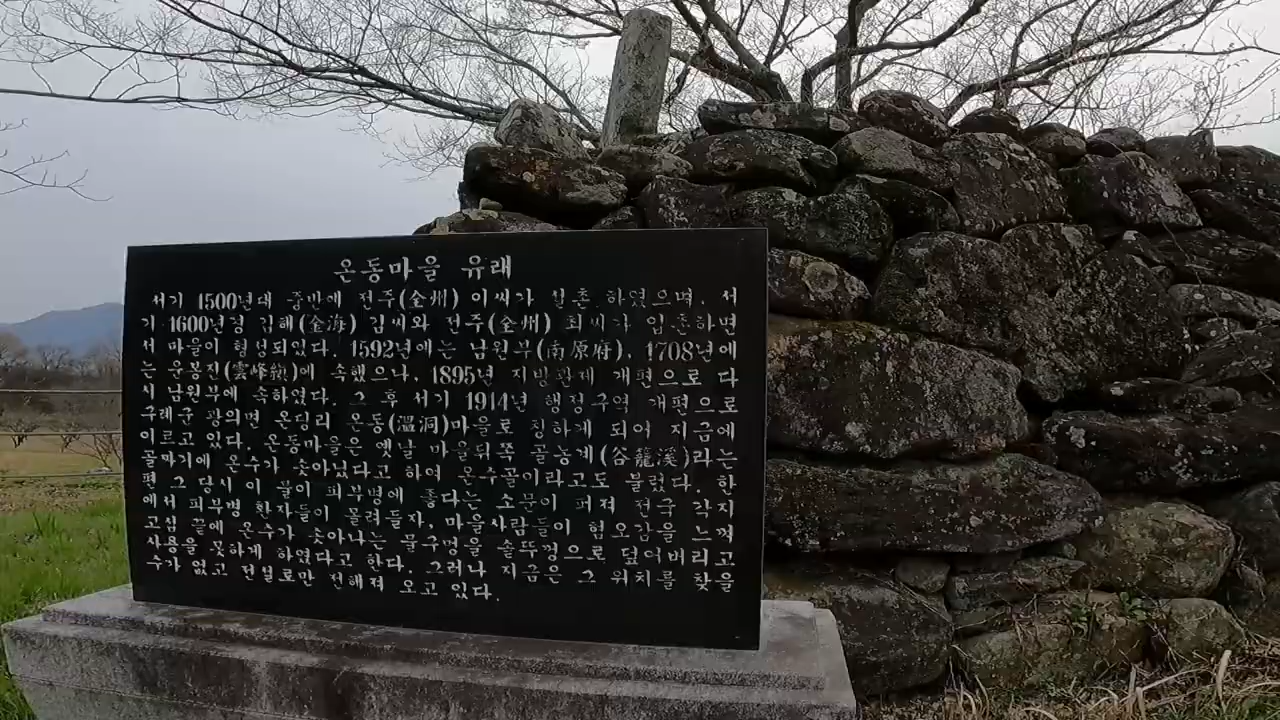 온동마을 유래
서기 1500년대 중반에 전주(全州) 이씨가 입촌 하였으며, 서
기 1600년경 김해(金海) 김씨와 전주(全州) 최씨가 입촌하면
서 마을이 형성되었다. 1592년에는 남원부(南原府), 1708년에
는 운봉진(雲峰鎭)에 속했으나, 1895년 지방관제 개편으로 다
시 남원부에 속하였다. 그 후 서기 1914년 행정구역 개편으로
구례군 광의면 온당리 온동(溫洞)마을로 칭하게 되어 지금에
이르고 있다. 온동마을은 옛날 마을뒤쪽 골농계(谷籠溪)라는
골짜기에 온수가 솟아났다고 하여 온수골이라고도 불렀다. 한
편 그 당시 이 물이 피부병에 좋다는 소문이 퍼져 전국 각지
에서 피부병 환자들이 몰려들자, 마을사람들이 혐오감을 느껴
고심 끝에 온수가 솟아나는 물구멍을 솥뚜껑으로 덮어버리고
사용을 못하게 하였다고 한다. 그러나 지금은 그 위치를 찾을
수가 없고 전설로만 전해져 오고 있다.